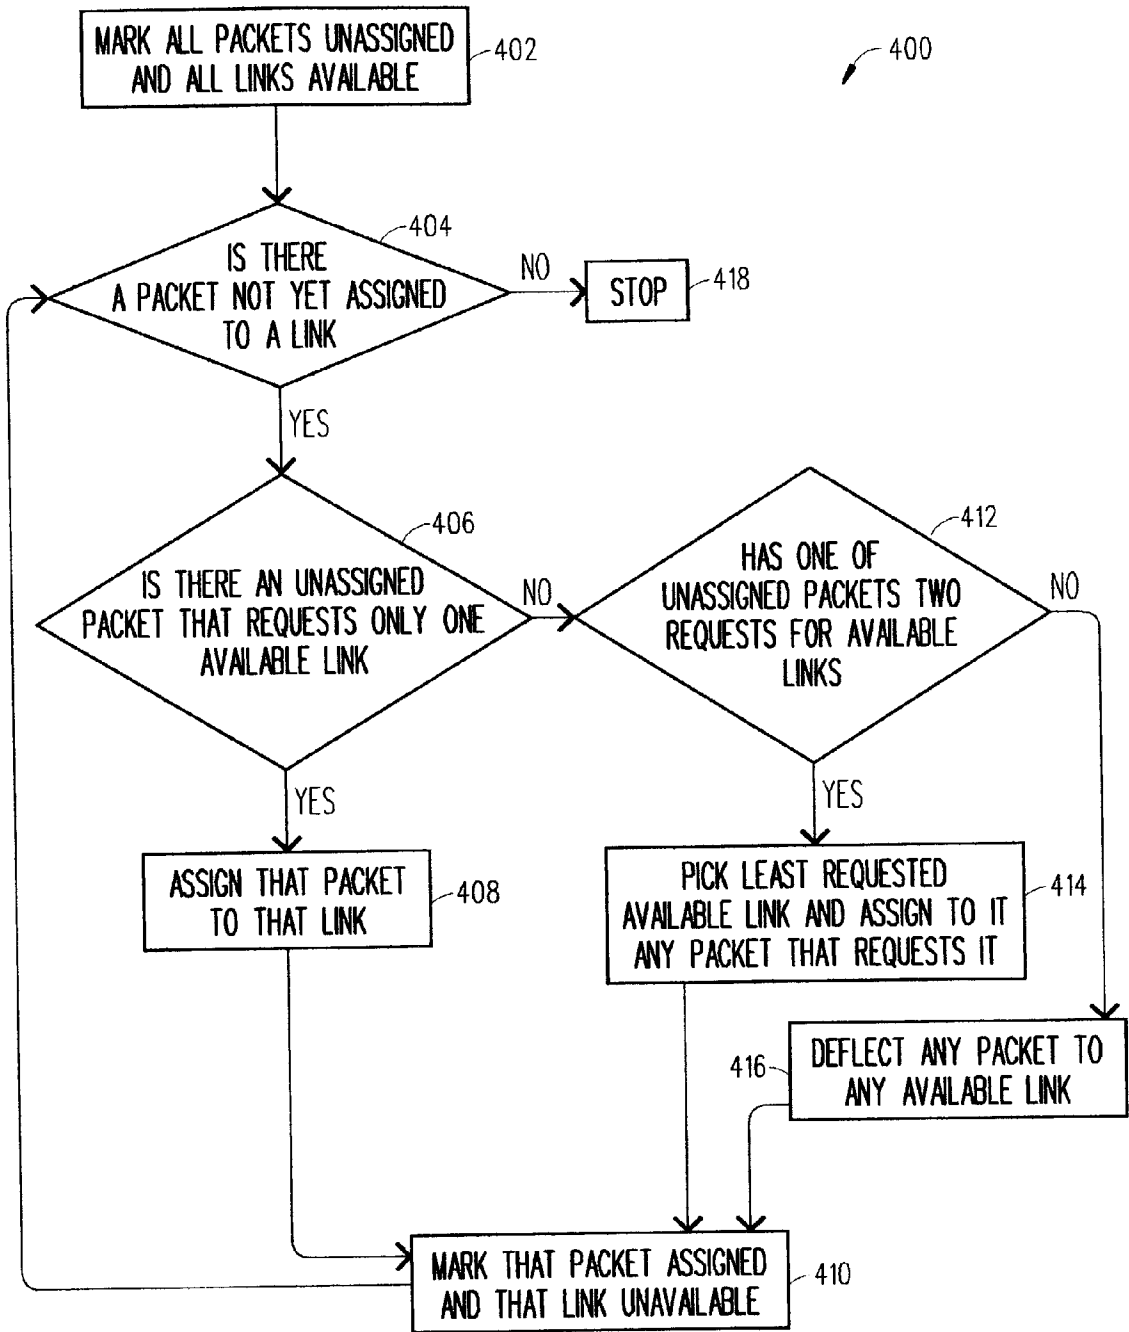 MARK ALL PACKETS UNASSIGNED
AND ALL LINKS AVAILABLE
402
400
404
IS THERE
A PACKET NOT YET ASSIGNED
TO A LINK
NO
STOP
418
YES
406
IS THERE AN UNASSIGNED
PACKET THAT REQUESTS ONLY ONE
AVAILABLE LINK
NO
412
HAS ONE OF
UNASSIGNED PACKETS TWO
REQUESTS FOR AVAILABLE
LINKS
NO
YES
YES
ASSIGN THAT PACKET
TO THAT LINK
408
PICK LEAST REQUESTED
AVAILABLE LINK AND ASSIGN TO IT
ANY PACKET THAT REQUESTS IT
414
416
DEFLECT ANY PACKET TO
ANY AVAILABLE LINK
MARK THAT PACKET ASSIGNED
AND THAT LINK UNAVAILABLE
410